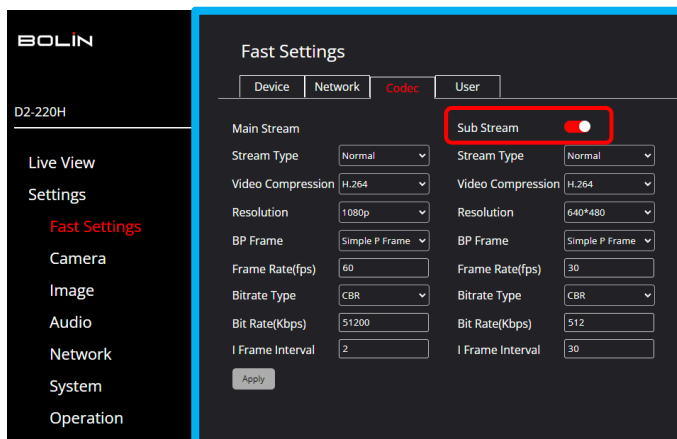 BOLIN
D2-220H
Live View
Settings
Fast Settings
Camera
Image
Audio
Network
System
Operation
Fast Settings
Device Network Codec User
Main Stream Sub Stream
Stream Type Normal Stream Type Normal
Video Compression H.264 Video Compression H.264
Resolution 1080p Resolution 640*480
BP Frame Simple P Frame BP Frame Simple P Frame
Frame Rate(fps) 60 Frame Rate(fps) 30
Bitrate Type CBR Bitrate Type CBR
Bit Rate(Kbps) 51200 Bit Rate(Kbps) 512
I Frame Interval 2 I Frame Interval 30
Apply